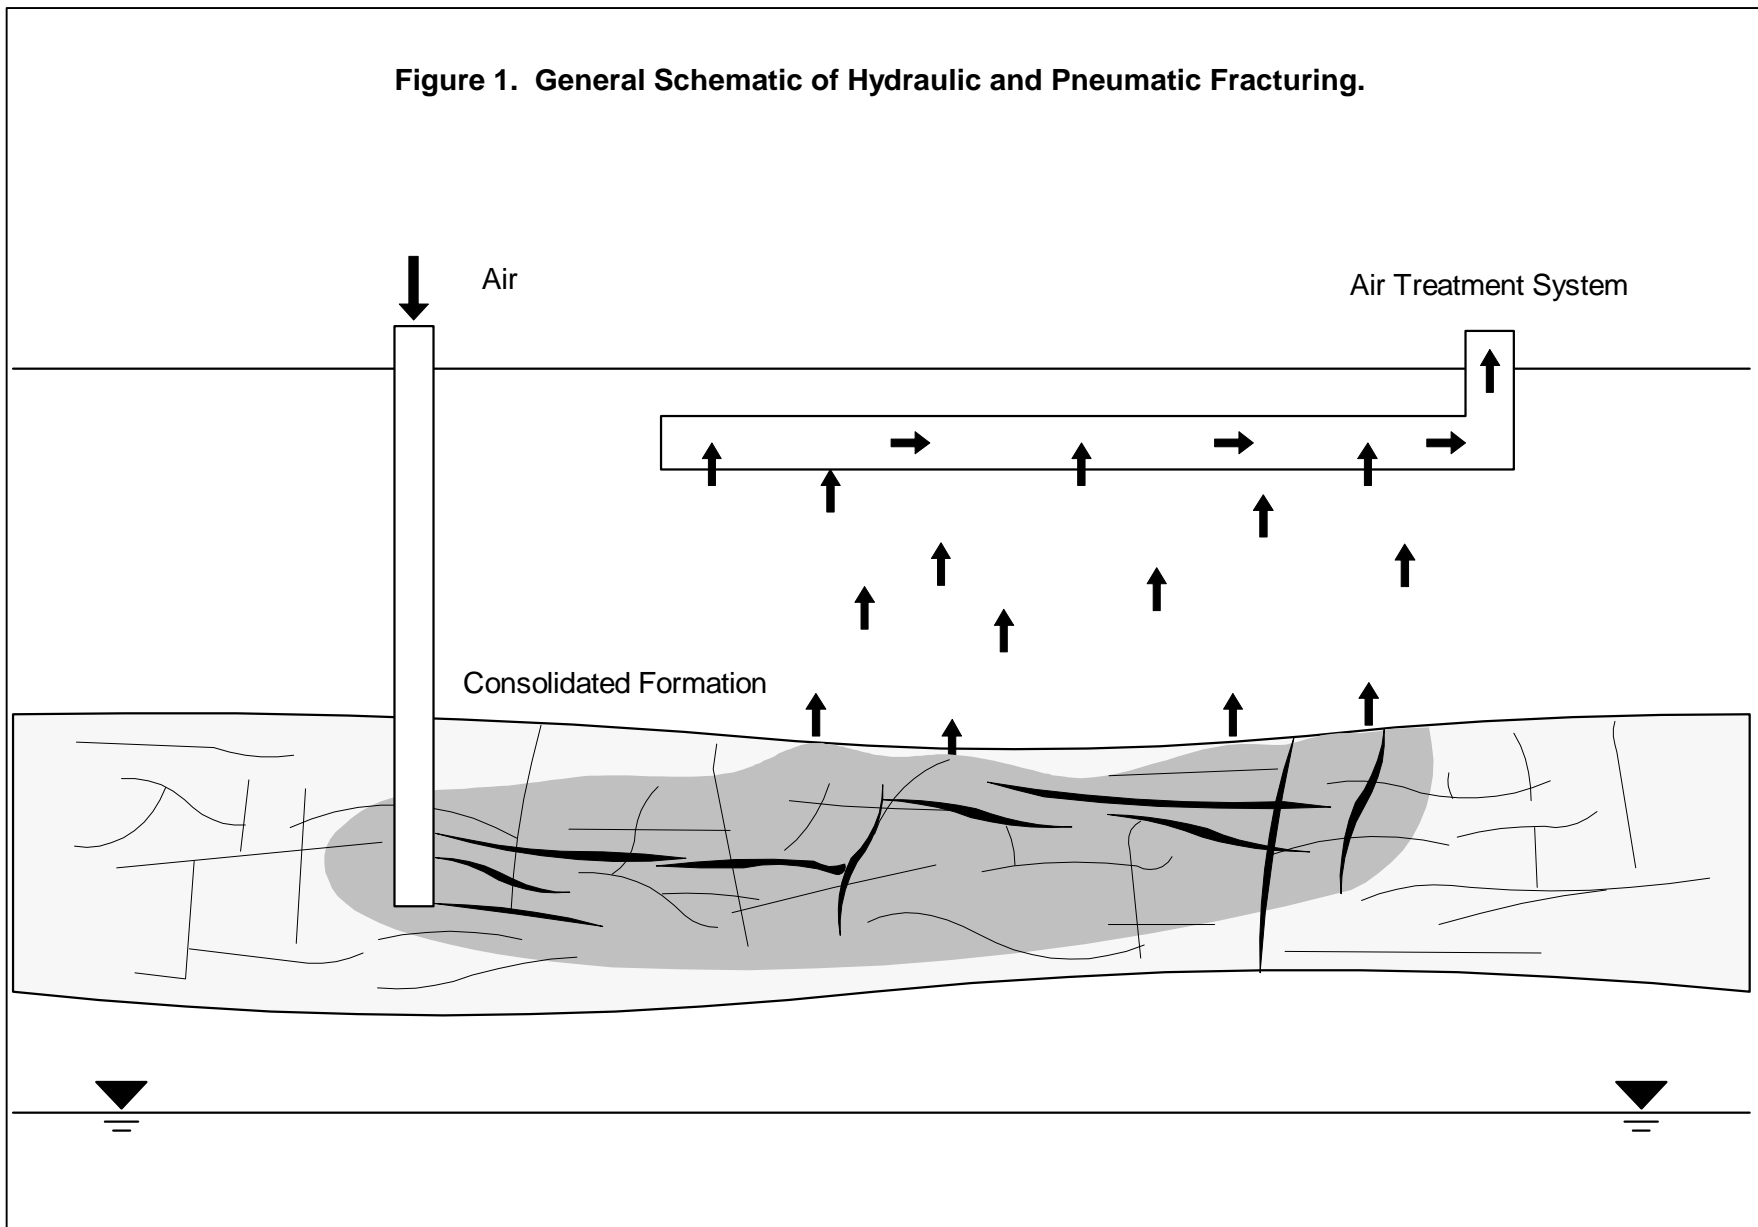 Figure 1.  General Schematic of Hydraulic and Pneumatic Fracturing.
Air
Air Treatment System
Consolidated Formation